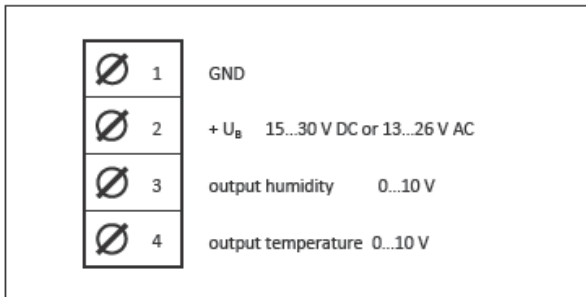 1 GND
2 + U_B 15...30 V DC or 13...26 V AC
3 output humidity 0...10 V
4 output temperature 0...10 V